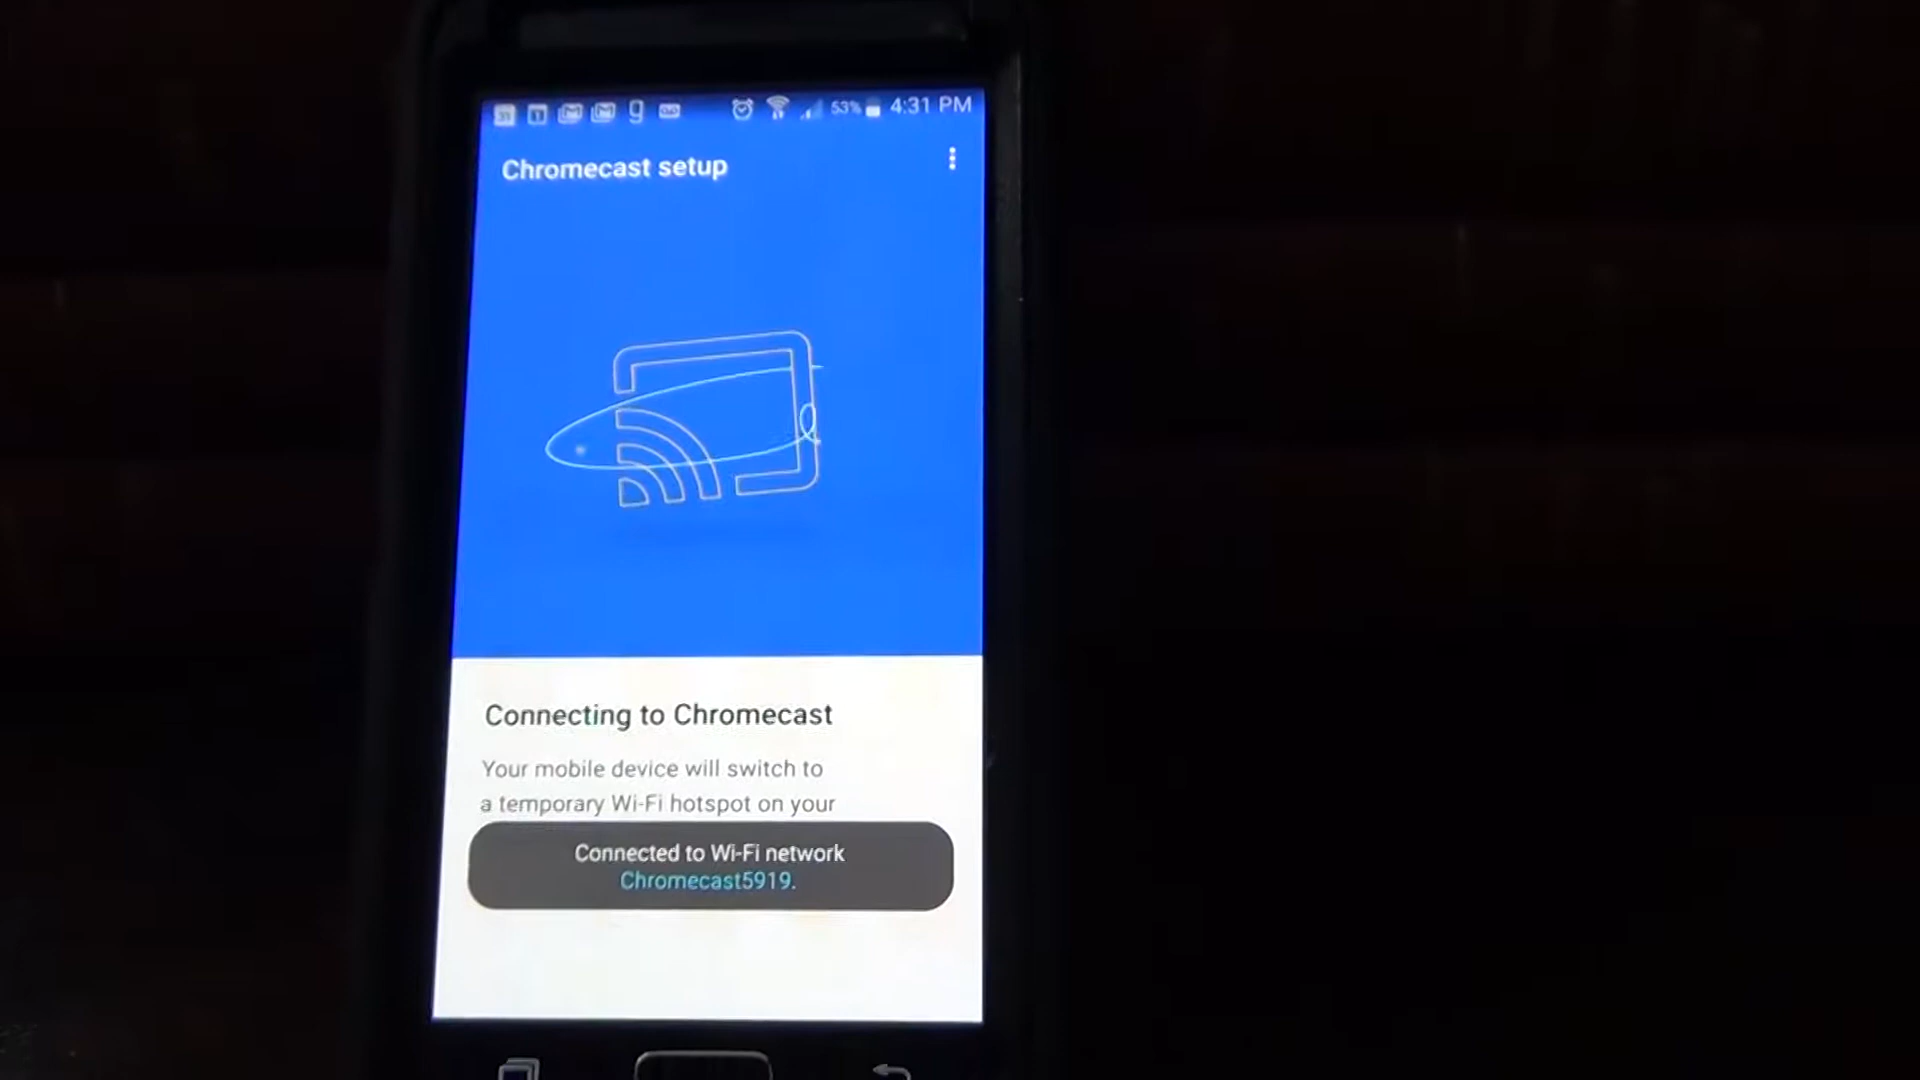 53% 4:31 PM
Chromecast setup
Connecting to Chromecast
Your mobile device will switch to
a temporary Wi-Fi hotspot on your
Connected to Wi-Fi network
Chromecast5919.